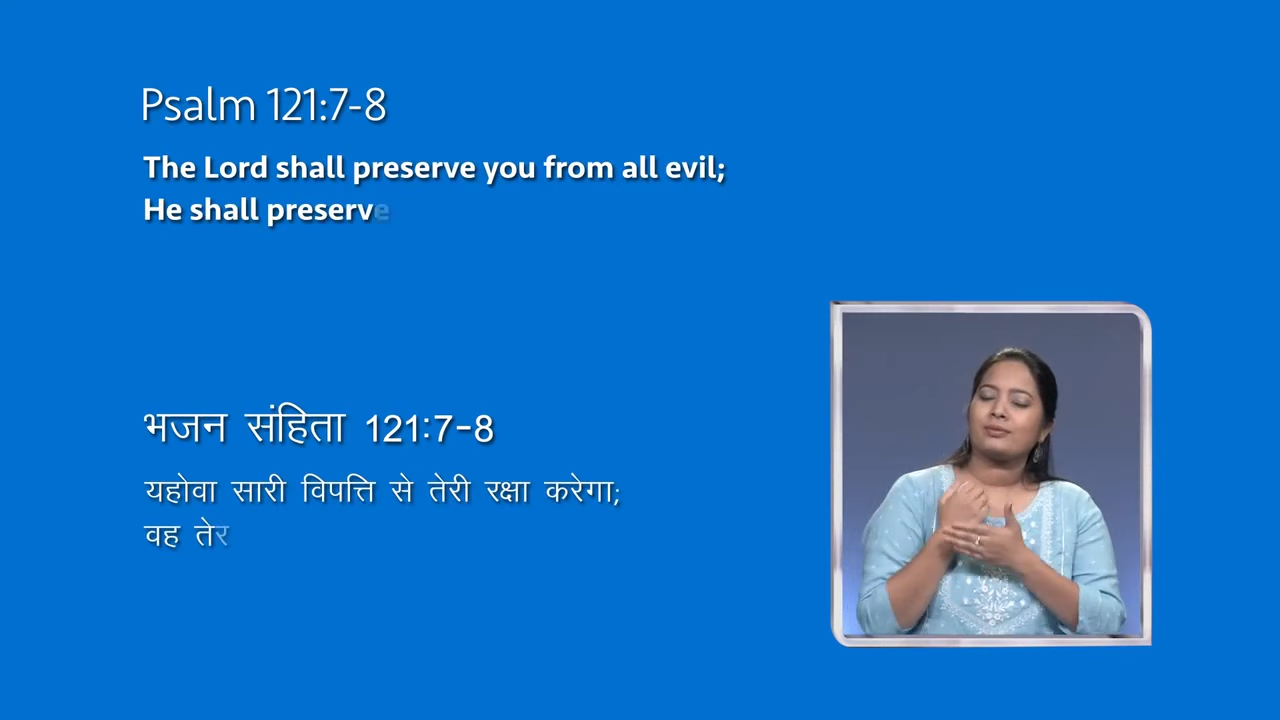 Psalm 121:7-8
The Lord shall preserve you from all evil;
He shall preserve
भजन संहिता 121:7-8
यहोवा सारी विपत्ति से तेरी रक्षा करेगा;
वह तेर